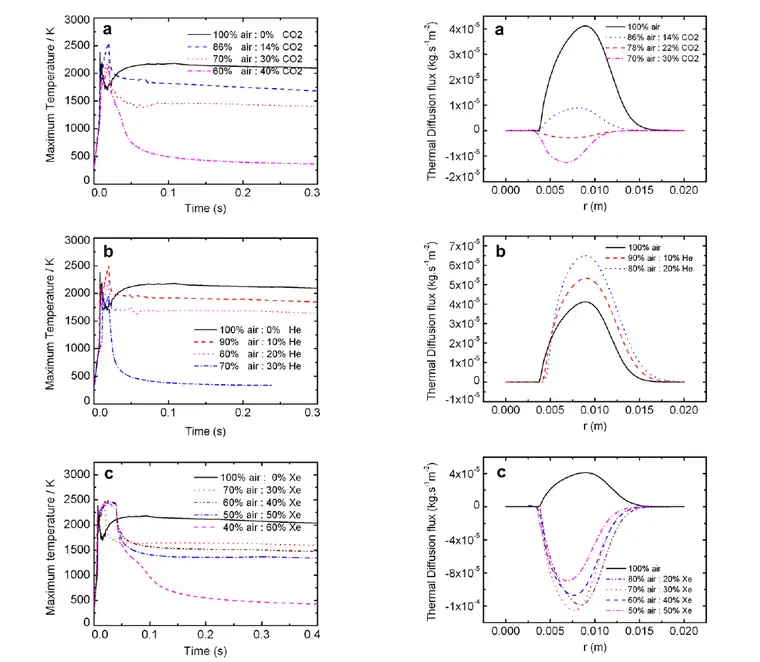 a
100% air : 0% CO2
86% air : 14% CO2
70% air : 30% CO2
60% air : 40% CO2
Maximum Temperature / K
3000
2500
2000
1500
1000
500
0
0.0 0.1 0.2 0.3
Time (s)
a
100% air
86% air : 14% CO2
78% air : 22% CO2
70% air : 30% CO2
Thermal Diffusion flux (kg.s⁻¹m⁻²)
4x10⁻⁵
3x10⁻⁵
2x10⁻⁵
1x10⁻⁵
0
-1x10⁻⁵
-2x10⁻⁵
0.000 0.005 0.010 0.015 0.020
r (m)
b
100% air : 0% He
90% air : 10% He
80% air : 20% He
70% air : 30% He
Maximum Temperature / K
3000
2500
2000
1500
1000
500
0
0.0 0.1 0.2 0.3
Time (s)
b
100% air
90% air : 10% He
80% air : 20% He
Thermal Diffusion flux (kg.s⁻¹m⁻²)
7x10⁻⁵
6x10⁻⁵
5x10⁻⁵
4x10⁻⁵
3x10⁻⁵
2x10⁻⁵
1x10⁻⁵
0
-1x10⁻⁵
0.000 0.005 0.010 0.015 0.020
r (m)
c
100% air : 0% Xe
70% air : 30% Xe
60% air : 40% Xe
50% air : 50% Xe
40% air : 60% Xe
Maximum Temperature / K
3000
2500
2000
1500
1000
500
0
0.0 0.1 0.2 0.3 0.4
Time (s)
c
100% air
80% air : 20% Xe
70% air : 30% Xe
60% air : 40% Xe
50% air : 50% Xe
Thermal Diffusion flux (kg.s⁻¹m⁻²)
4x10⁻⁵
0
-4x10⁻⁵
-8x10⁻⁵
-1x10⁻⁴
0.000 0.005 0.010 0.015 0.020
r (m)